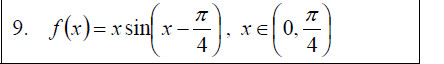 9. f(x) = x sin(x − π/4), x ∈ (0, π/4)